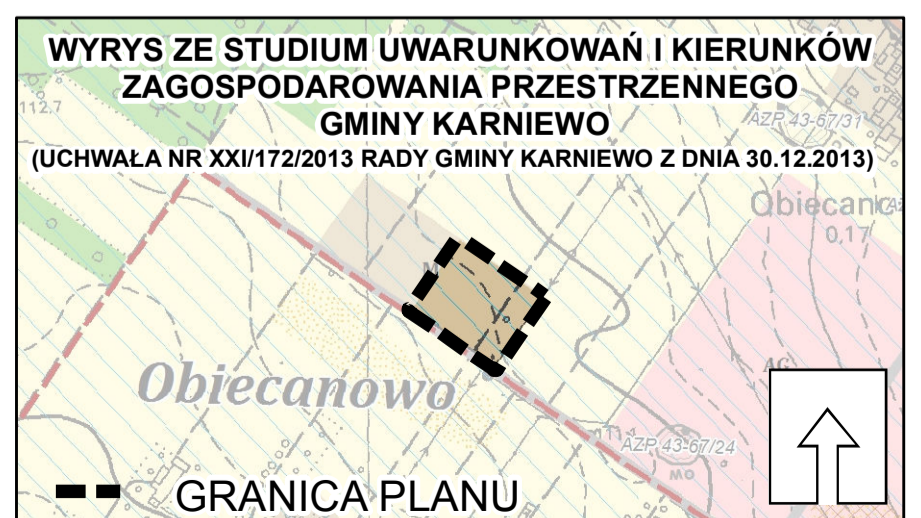 WYRYS ZE STUDIUM UWARUNKOWAŃ I KIERUNKÓW
ZAGOSPODAROWANIA PRZESTRZENNEGO
GMINY KARNIEWO
(UCHWAŁA NR XXI/172/2013 RADY GMINY KARNIEWO Z DNIA 30.12.2013)
112.7
AZP 43-67/31
0,17
Obiecanowo
AG
AZP 43-67/24
GRANICA PLANU